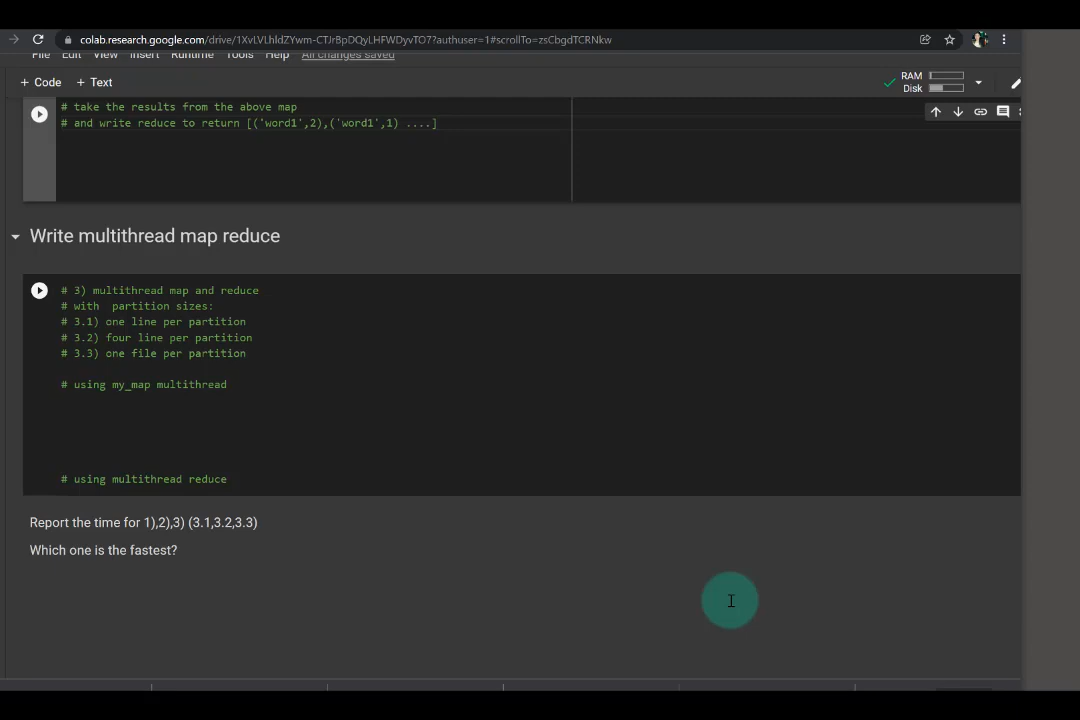 colab.research.google.com/drive/1XvLVLhldZYwm-CTJrBpDQyLHFWDyvTO7?authuser=1#scrollTo=zsCbgdTCRNkw
File Edit View Insert Runtime Tools Help All changes saved
+ Code + Text
RAM
Disk
# take the results from the above map
# and write reduce to return [('word1',2),('word1',1) ....]
Write multithread map reduce
# 3) multithread map and reduce
# with  partition sizes:
# 3.1) one line per partition
# 3.2) four line per partition
# 3.3) one file per partition
# using my_map multithread
# using multithread reduce
Report the time for 1),2),3) (3.1,3.2,3.3)
Which one is the fastest?